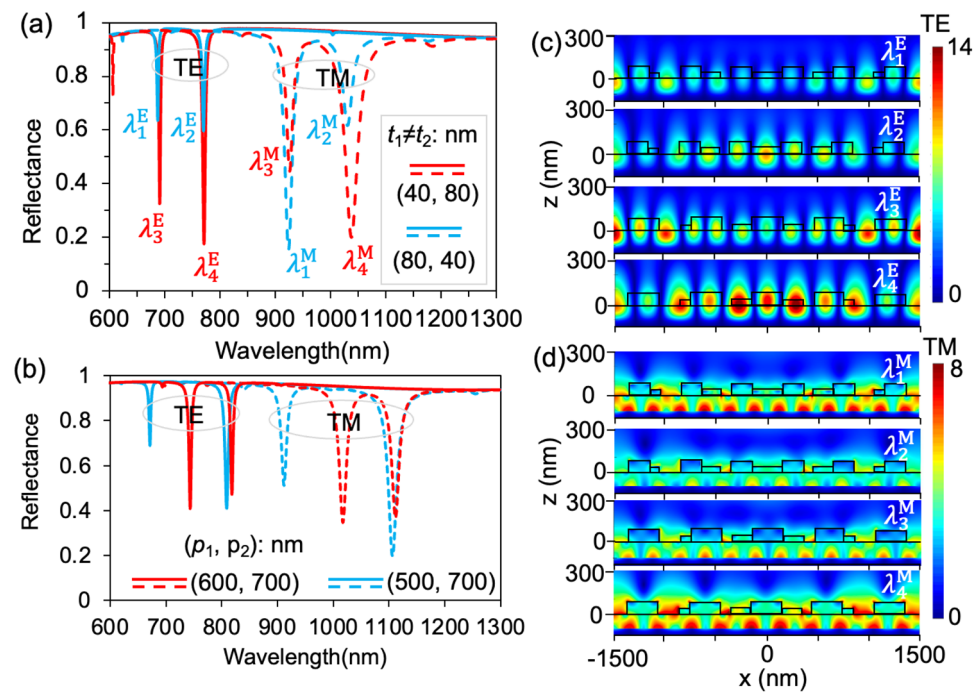 (a)
1
0.8
0.6
0.4
0.2
0
Reflectance
TE
TM
λ₁ᴱ
λ₂ᴱ
λ₃ᴱ
λ₄ᴱ
λ₃ᴹ
λ₂ᴹ
λ₁ᴹ
λ₄ᴹ
t₁≠t₂: nm
(40, 80)
(80, 40)
600 700 800 900 1000 1100 1200 1300
Wavelength(nm)
(b)
1
0.8
0.6
0.4
0.2
0
Reflectance
TE
TM
(p₁, p₂): nm
(600, 700)
(500, 700)
600 700 800 900 1000 1100 1200 1300
Wavelength(nm)
(c)
TE
14
0
z (nm)
300
0
λ₁ᴱ
300
0
λ₂ᴱ
300
0
λ₃ᴱ
300
0
λ₄ᴱ
(d)
TM
8
0
z (nm)
300
0
λ₁ᴹ
300
0
λ₂ᴹ
300
0
λ₃ᴹ
300
0
λ₄ᴹ
-1500 0 1500
x (nm)